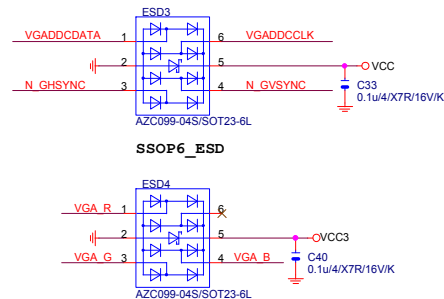 ESD3
VGADDCDATA 1 6 VGADDCCLK
2 5 VCC
N_GHSYNC 3 4 N_GVSYNC
C33
0.1u/4/X7R/16V/K
AZC099-04S/SOT23-6L
SSOP6_ESD
ESD4
VGA_R 1 6
2 5 VCC3
VGA_G 3 4 VGA_B
C40
0.1u/4/X7R/16V/K
AZC099-04S/SOT23-6L